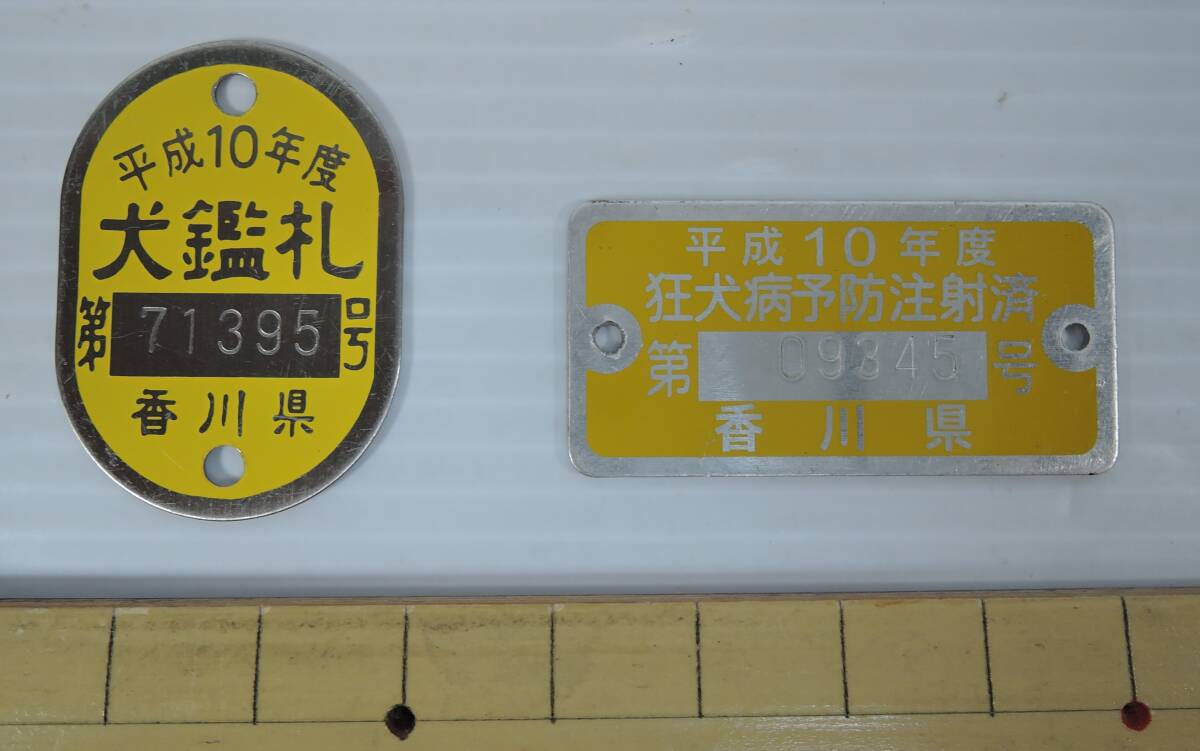 平成10年度
犬鑑札
第 71395 号
香川県
平成10年度
狂犬病予防注射済
第 09345 号
香川県